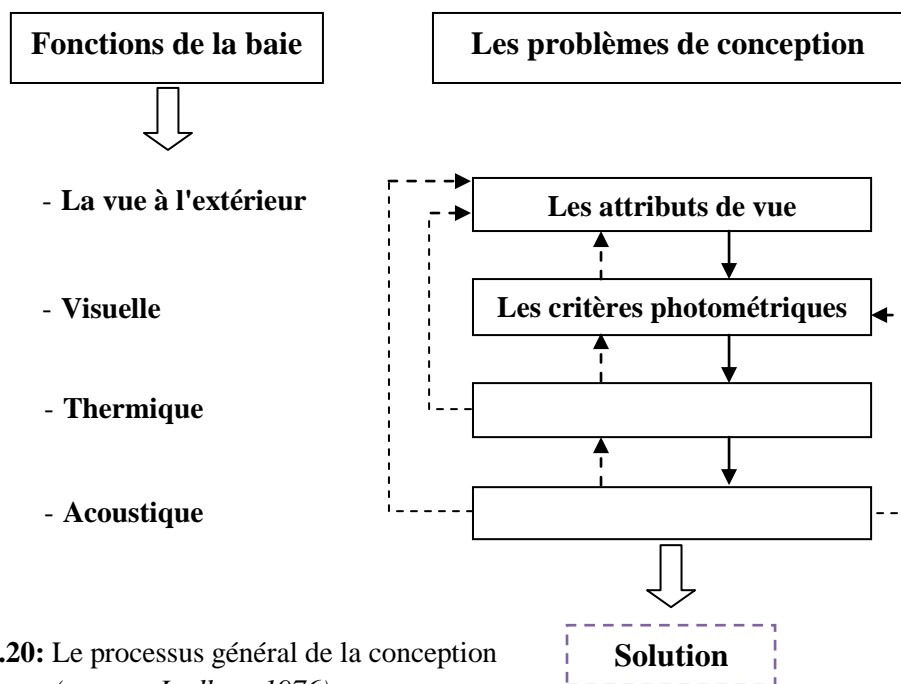 Fonctions de la baie
Les problèmes de conception
- La vue à l'extérieur
Les attributs de vue
- Visuelle
Les critères photométriques
- Thermique
- Acoustique
.20: Le processus général de la conception
Solution